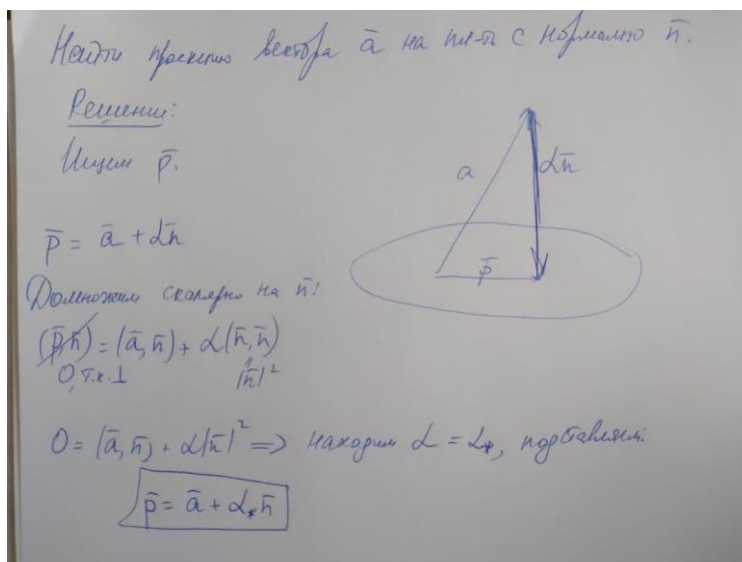 Найти проекцию вектора a̅ на пл-ть с нормалью n̅.
Решение:
Ищем p̅.
a
αn̅
p̅
p̅ = a̅ + αn̅
Домножим скалярно на n̅:
(p̅,n̅) = (a̅,n̅) + α(n̅,n̅)
0, т.к. ⊥
|n̅|²
0 = (a̅,n̅) + α|n̅|² => находим α = α*, подставляем:
p̅ = a̅ + α*n̅